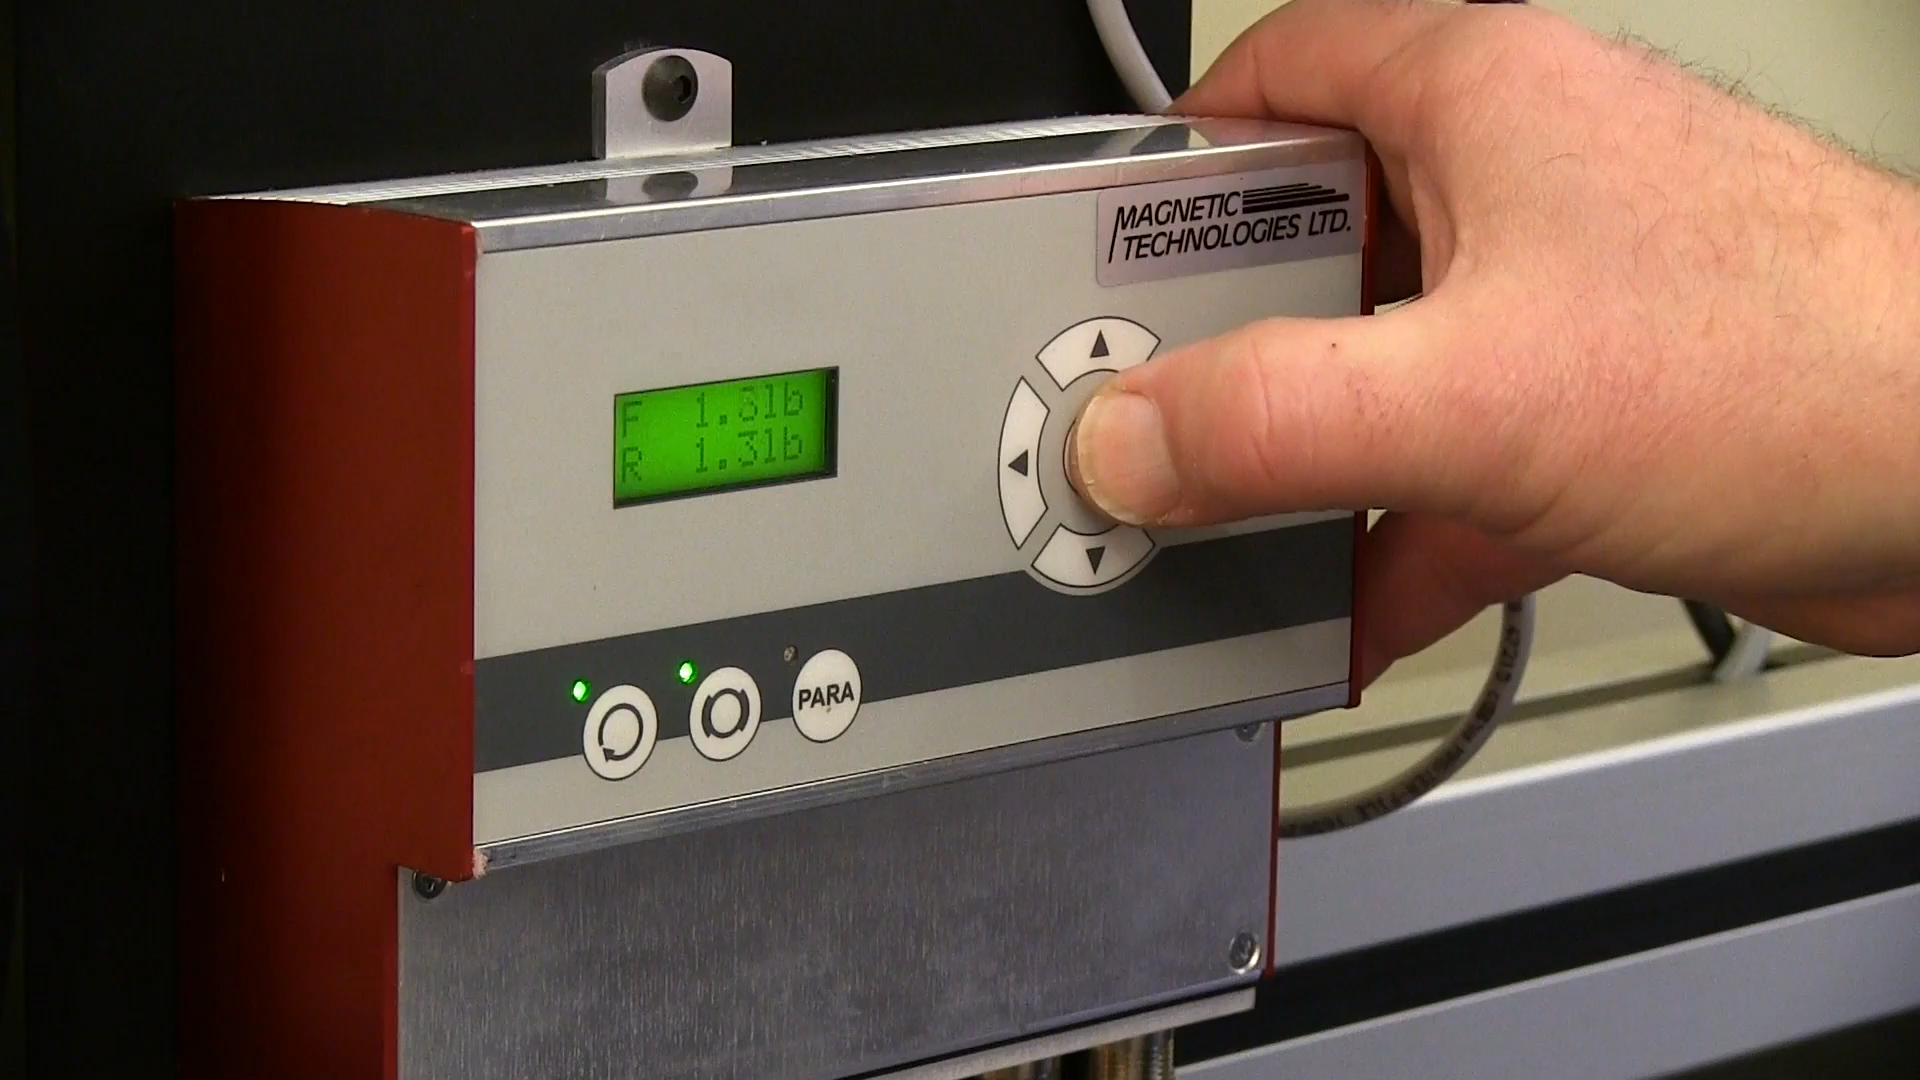 MAGNETIC
TECHNOLOGIES LTD.
F 1.3lb
R 1.3lb
PARA